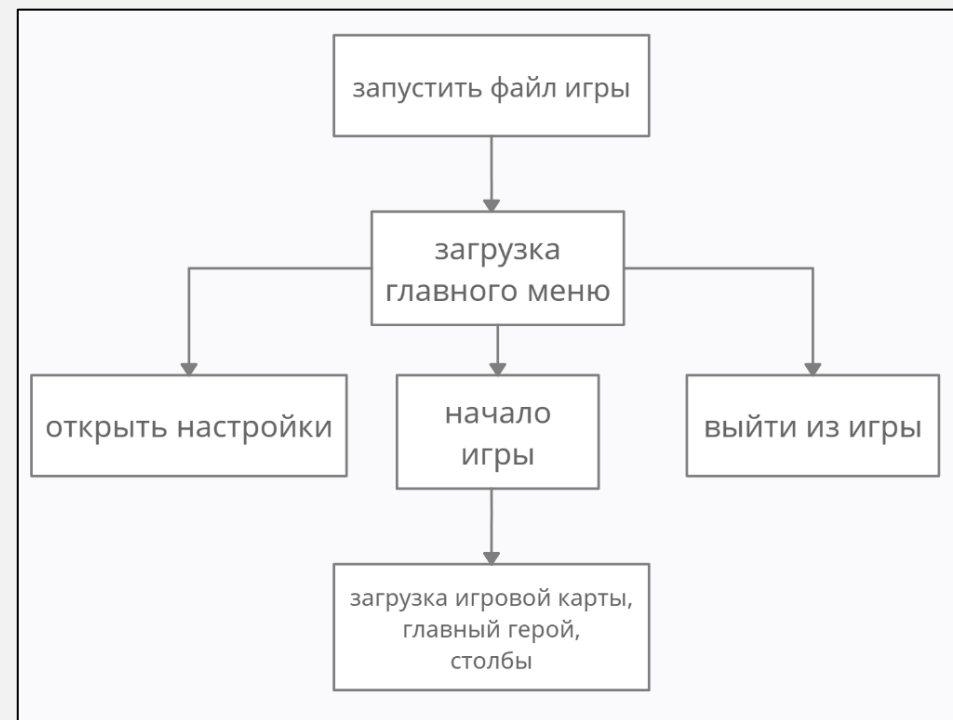 запустить файл игры
загрузка
главного меню
открыть настройки
начало
игры
выйти из игры
загрузка игровой карты,
главный герой,
столбы